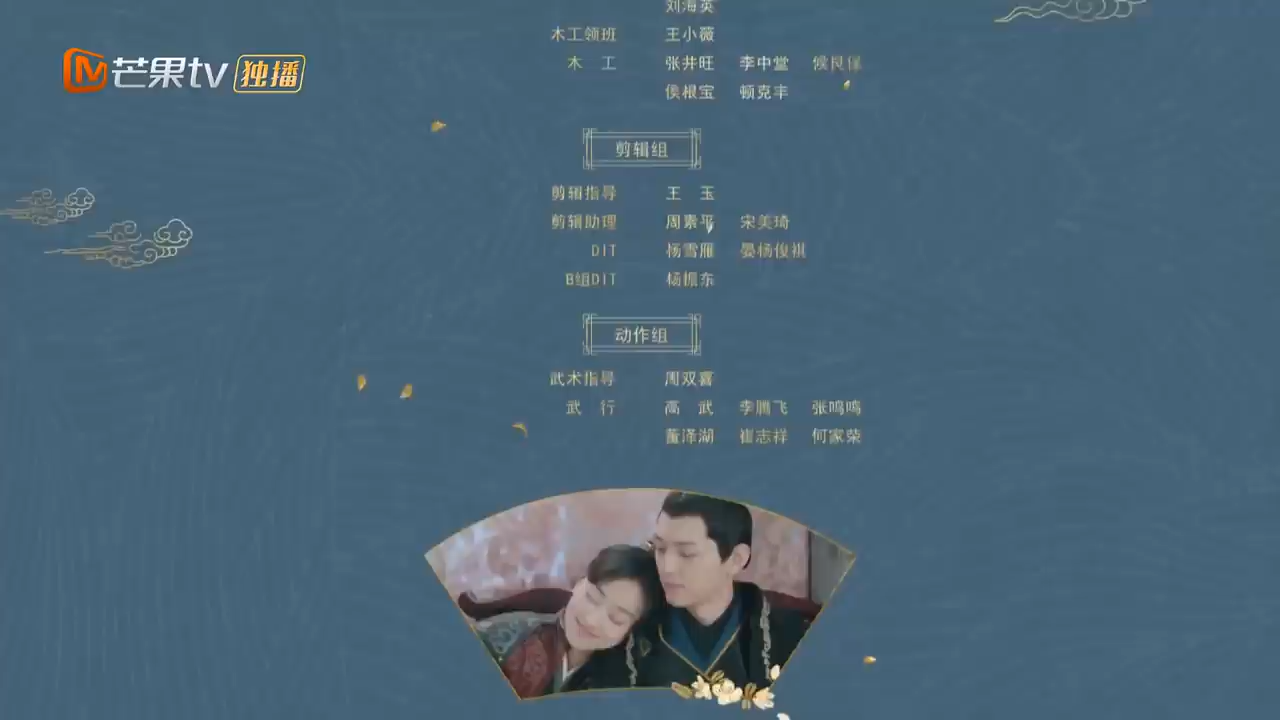 芒果tv 独播
刘海英
木工领班 王小薇
木 工 张井旺 李中堂 候良保
侯根宝 顿克丰
剪辑组
剪辑指导 王 玉
剪辑助理 周素平 宋美琦
DIT 杨雪雁 晏杨俊祺
B组DIT 杨振东
动作组
武术指导 周双喜
武 行 高 武 李腾飞 张鸣鸣
董泽湖 崔志祥 何家荣